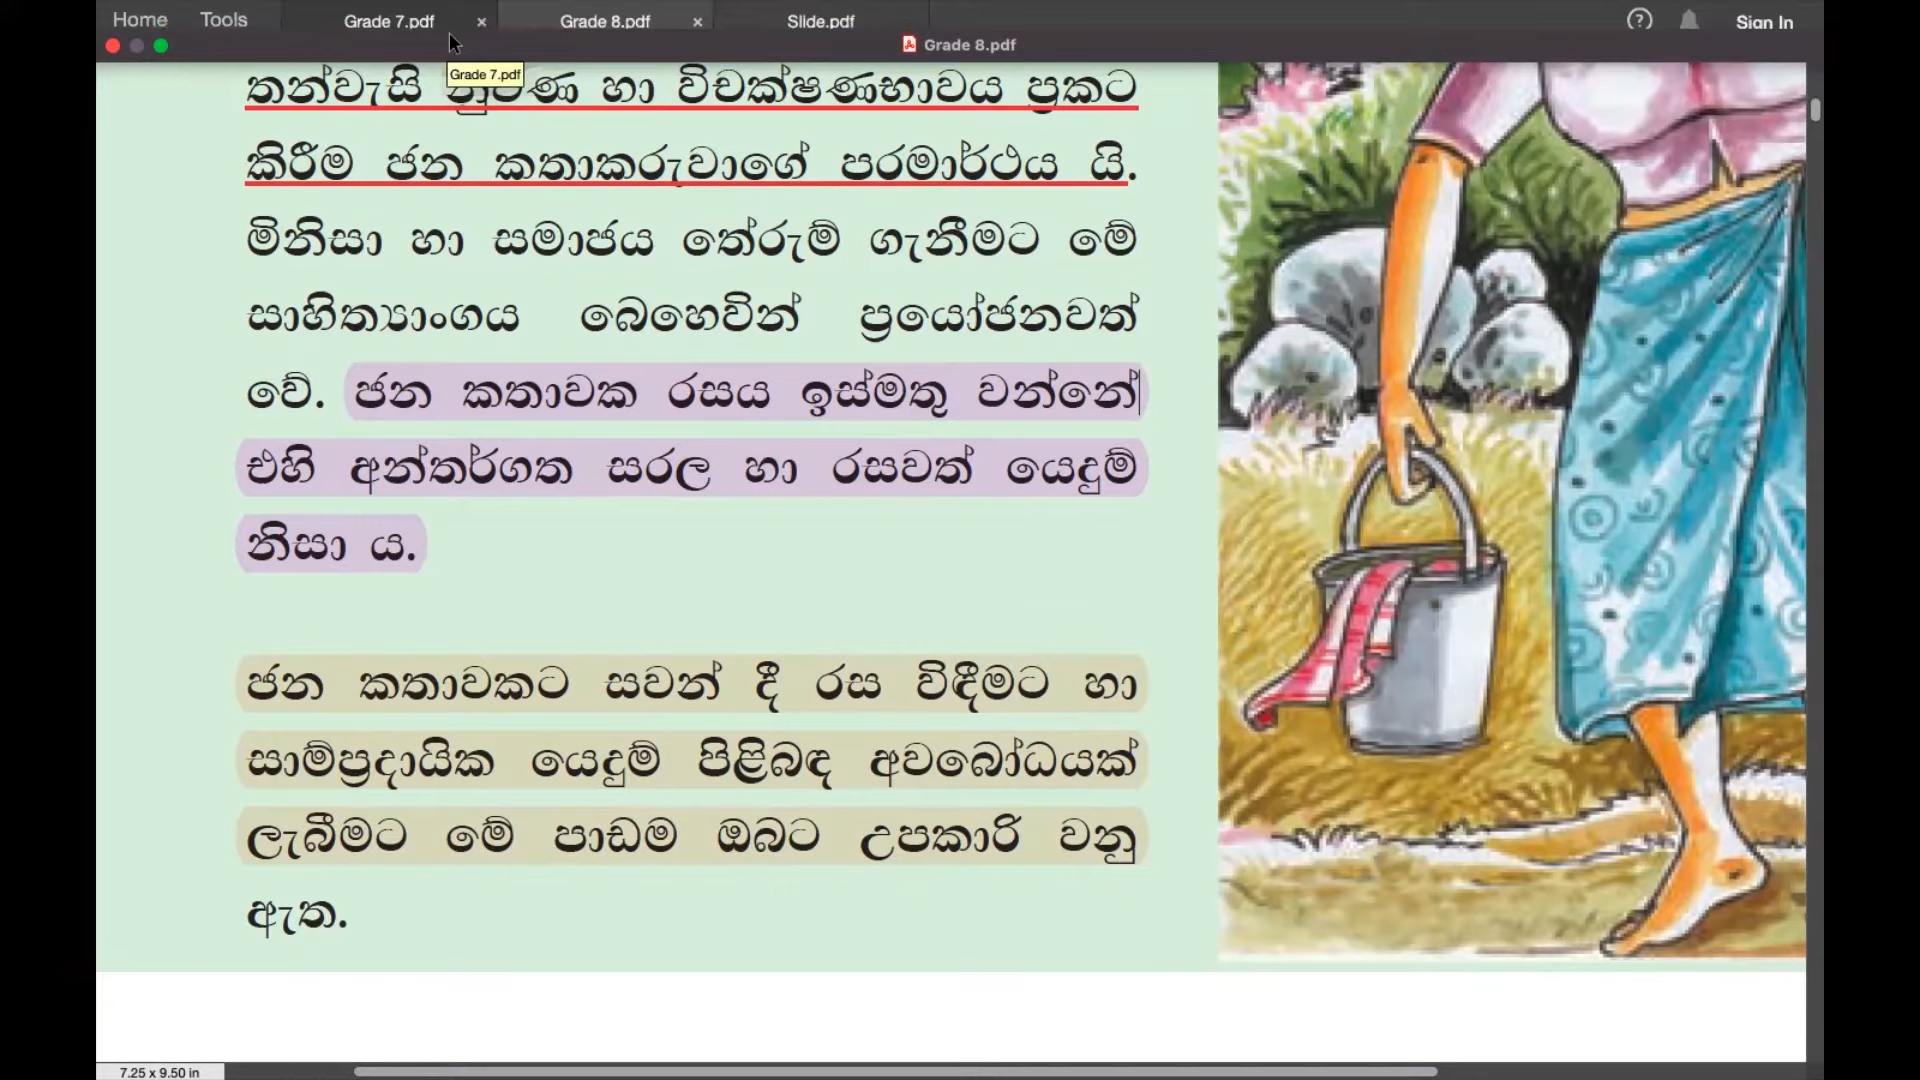 Home Tools Grade 7.pdf × Grade 8.pdf × Slide.pdf ? Sign In
Grade 8.pdf
Grade 7.pdf
තන්වැසි නුවණ හා විචක්ෂණභාවය ප්‍රකට
කිරීම ජන කතාකරුවාගේ පරමාර්ථය යි.
මිනිසා හා සමාජය තේරුම් ගැනීමට මේ
සාහිත්‍යාංගය බෙහෙවින් ප්‍රයෝජනවත්
වේ. ජන කතාවක රසය ඉස්මතු වන්නේ
එහි අන්තර්ගත සරල හා රසවත් යෙදුම්
නිසා ය.
ජන කතාවකට සවන් දී රස විඳීමට හා
සාම්ප්‍රදායික යෙදුම් පිළිබඳ අවබෝධයක්
ලැබීමට මේ පාඩම ඔබට උපකාරි වනු
ඇත.
7.25 x 9.50 in